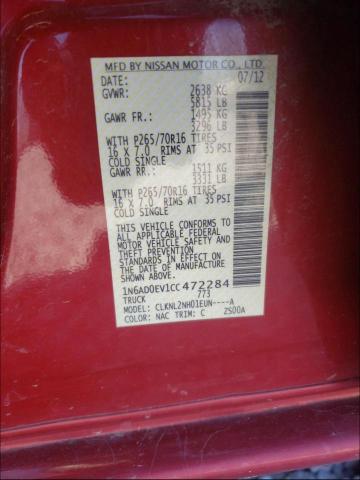 MFD BY NISSAN MOTOR CO., LTD.
DATE: 07/12
GVWR: 2638 KG
5815 LB
GAWR FR.: 1495 KG
3296 LB
WITH P265/70R16 TIRES
16 X 7.0 RIMS AT 35 PSI
COLD SINGLE
GAWR RR.: 1511 KG
3331 LB
WITH P265/70R16 TIRES
16 X 7.0 RIMS AT 35 PSI
COLD SINGLE
THIS VEHICLE CONFORMS TO
ALL APPLICABLE FEDERAL
MOTOR VEHICLE SAFETY
AND THEFT PREVENTION
STANDARDS IN EFFECT ON
THE DATE OF MANUFACTURE
1N6AD0EV1CC472284
TRUCK 773
MODEL: CLKNL2NH01EUN----A
COLOR: NAC TRIM: C ZS00A